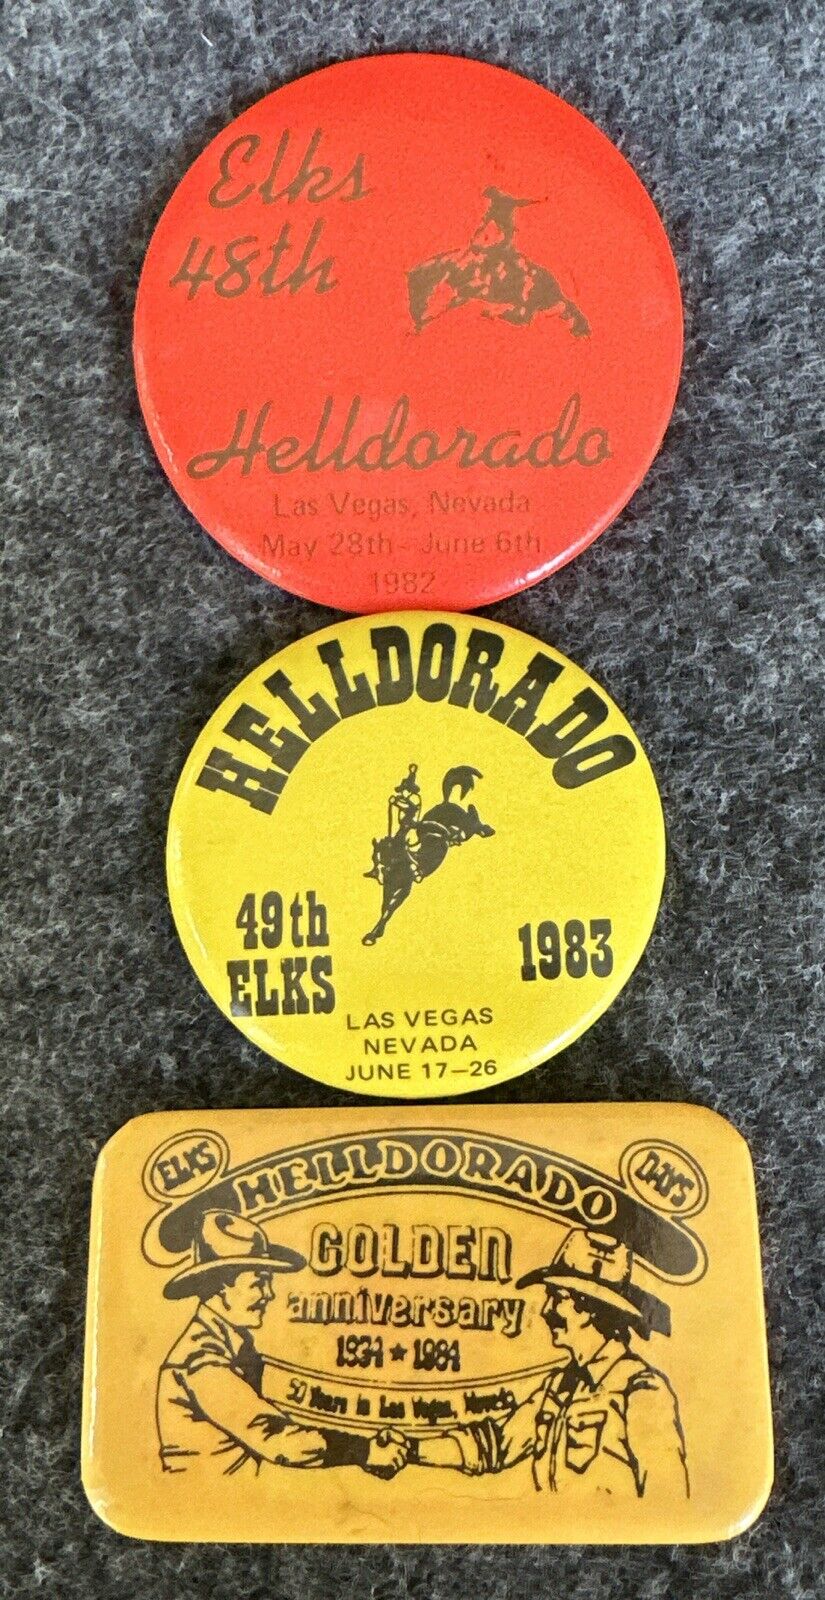 Elks
48th
Helldorado
Las Vegas, Nevada
May 28th - June 6th
1982
HELLDORADO
49th
ELKS
1983
LAS VEGAS
NEVADA
JUNE 17-26
ELKS
HELLDORADO
DAYS
GOLDEN
anniversary
1934 ★ 1984
50 Years in Las Vegas, Nevada